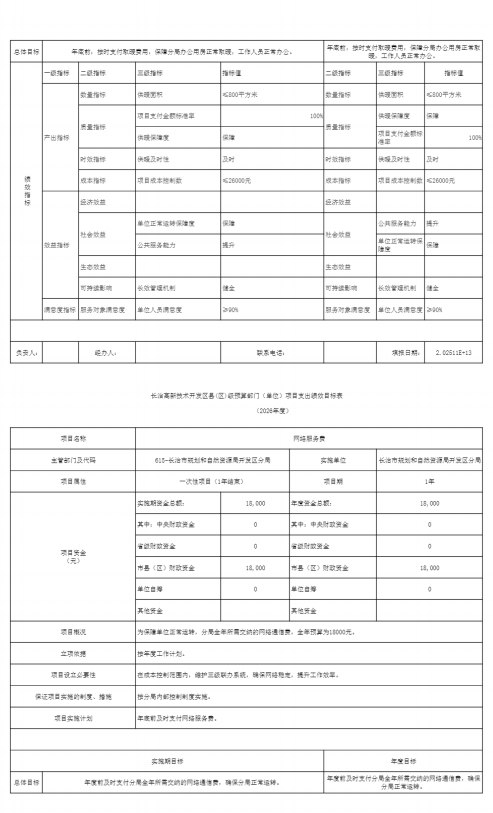 总体目标 年底前，按时支付取暖费用，保障分局办公用房正常取暖，工作人员正常办公。 年底前，按时支付取暖费用，保障分局办公用房正常取暖，工作人员正常办公。
绩效指标 一级指标 二级指标 三级指标 指标值 二级指标 三级指标 指标值
产出指标 数量指标 供暖面积 ≤800平方米 数量指标 供暖面积 ≤800平方米
质量指标 项目支付金额标准率 100% 质量指标 供暖保障度 保障
供暖保障度 保障 项目支付金额标准率 100%
时效指标 供暖及时性 及时 时效指标 供暖及时性 及时
成本指标 项目成本控制数 ≤26000元 成本指标 项目成本控制数 ≤26000元
效益指标 经济效益 经济效益
社会效益 单位正常运转保障度 保障 社会效益 公共服务能力 提升
公共服务能力 提升 单位正常运转保障度 保障
生态效益 生态效益
可持续影响 长效管理机制 健全 可持续影响 长效管理机制 健全
满意度指标 服务对象满意度 单位人员满意度 ≥90% 服务对象满意度 单位人员满意度 ≥90%
负责人： 经办人： 联系电话： 填报日期： 2.02511E+13
长治高新技术开发区县(区)级预算部门（单位）项目支出绩效目标表
（2026年度）
项目名称 网络服务费
主管部门及代码 618-长治市规划和自然资源局开发区分局 实施单位 长治市规划和自然资源局开发区分局
项目属性 一次性项目（1年结束） 项目期 1年
项目资金（元） 实施期资金总额： 18,000 年度资金总额： 18,000
其中：中央财政资金 0 其中：中央财政资金 0
省级财政资金 0 省级财政资金 0
市县（区）财政资金 18,000 市县（区）财政资金 18,000
单位自筹 0 单位自筹 0
其他资金 其他资金
项目概况 为保障单位正常运转，分局全年所需交纳的网络通信费，全年预算为18000元。
立项依据 按年度工作计划。
项目设立必要性 在成本控制范围内，维护三级联办系统，确保网络稳定，提升工作效率。
保证项目实施的制度、措施 按分局内部控制制度实施。
项目实施计划 年底前及时支付网络服务费。
实施期目标 年度目标
总体目标 年度前及时支付分局全年所需交纳的网络通信费，确保分局正常运转。 年度前及时支付分局全年所需交纳的网络通信费，确保分局正常运转。